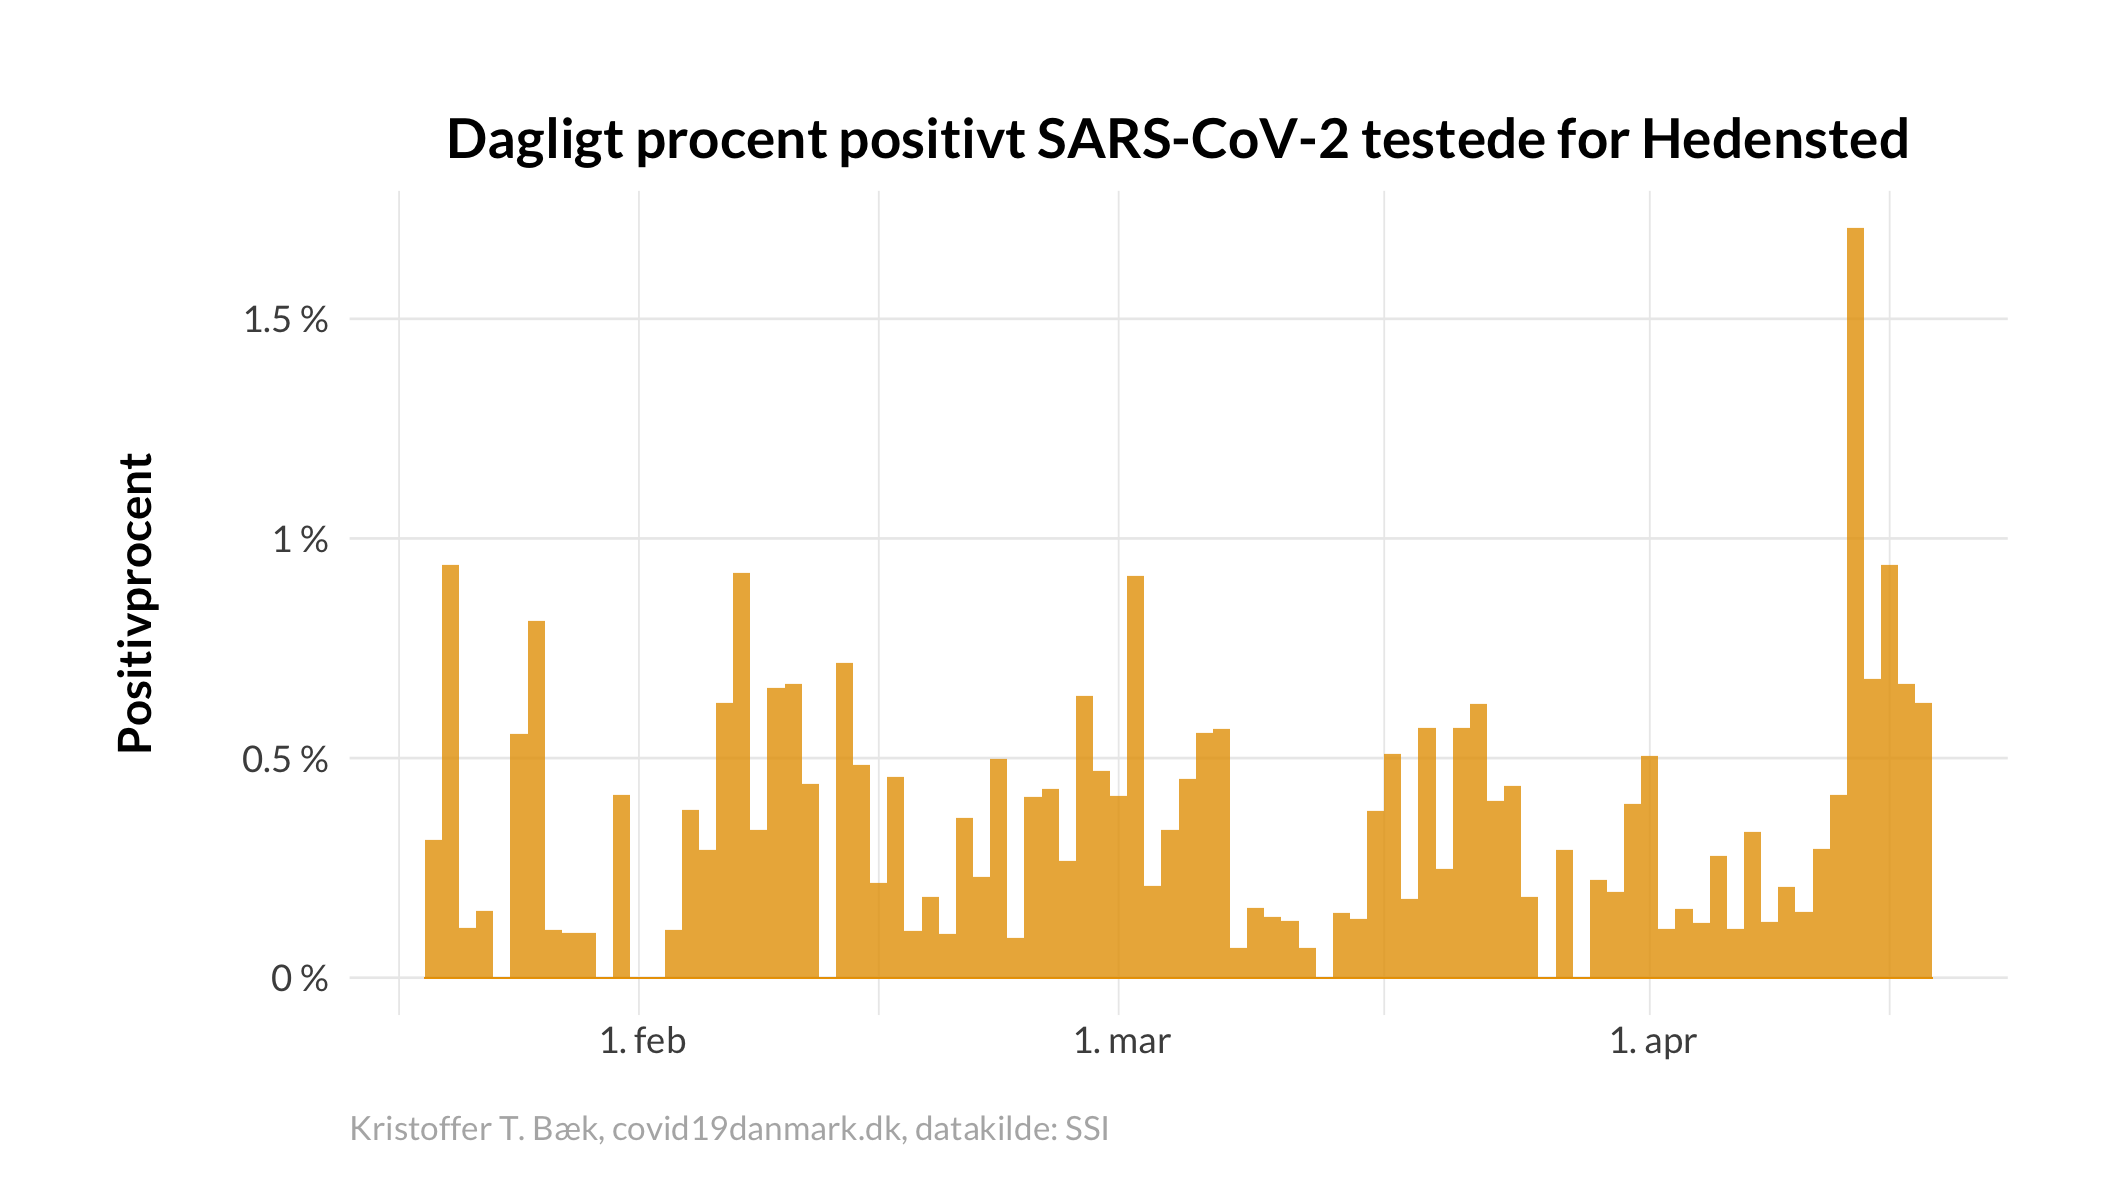 Dagligt procent positivt SARS-CoV-2 testede for Hedensted
Positivprocent
1.5 %
1 %
0.5 %
0 %
1. feb
1. mar
1. apr
Kristoffer T. Bæk, covid19danmark.dk, datakilde: SSI